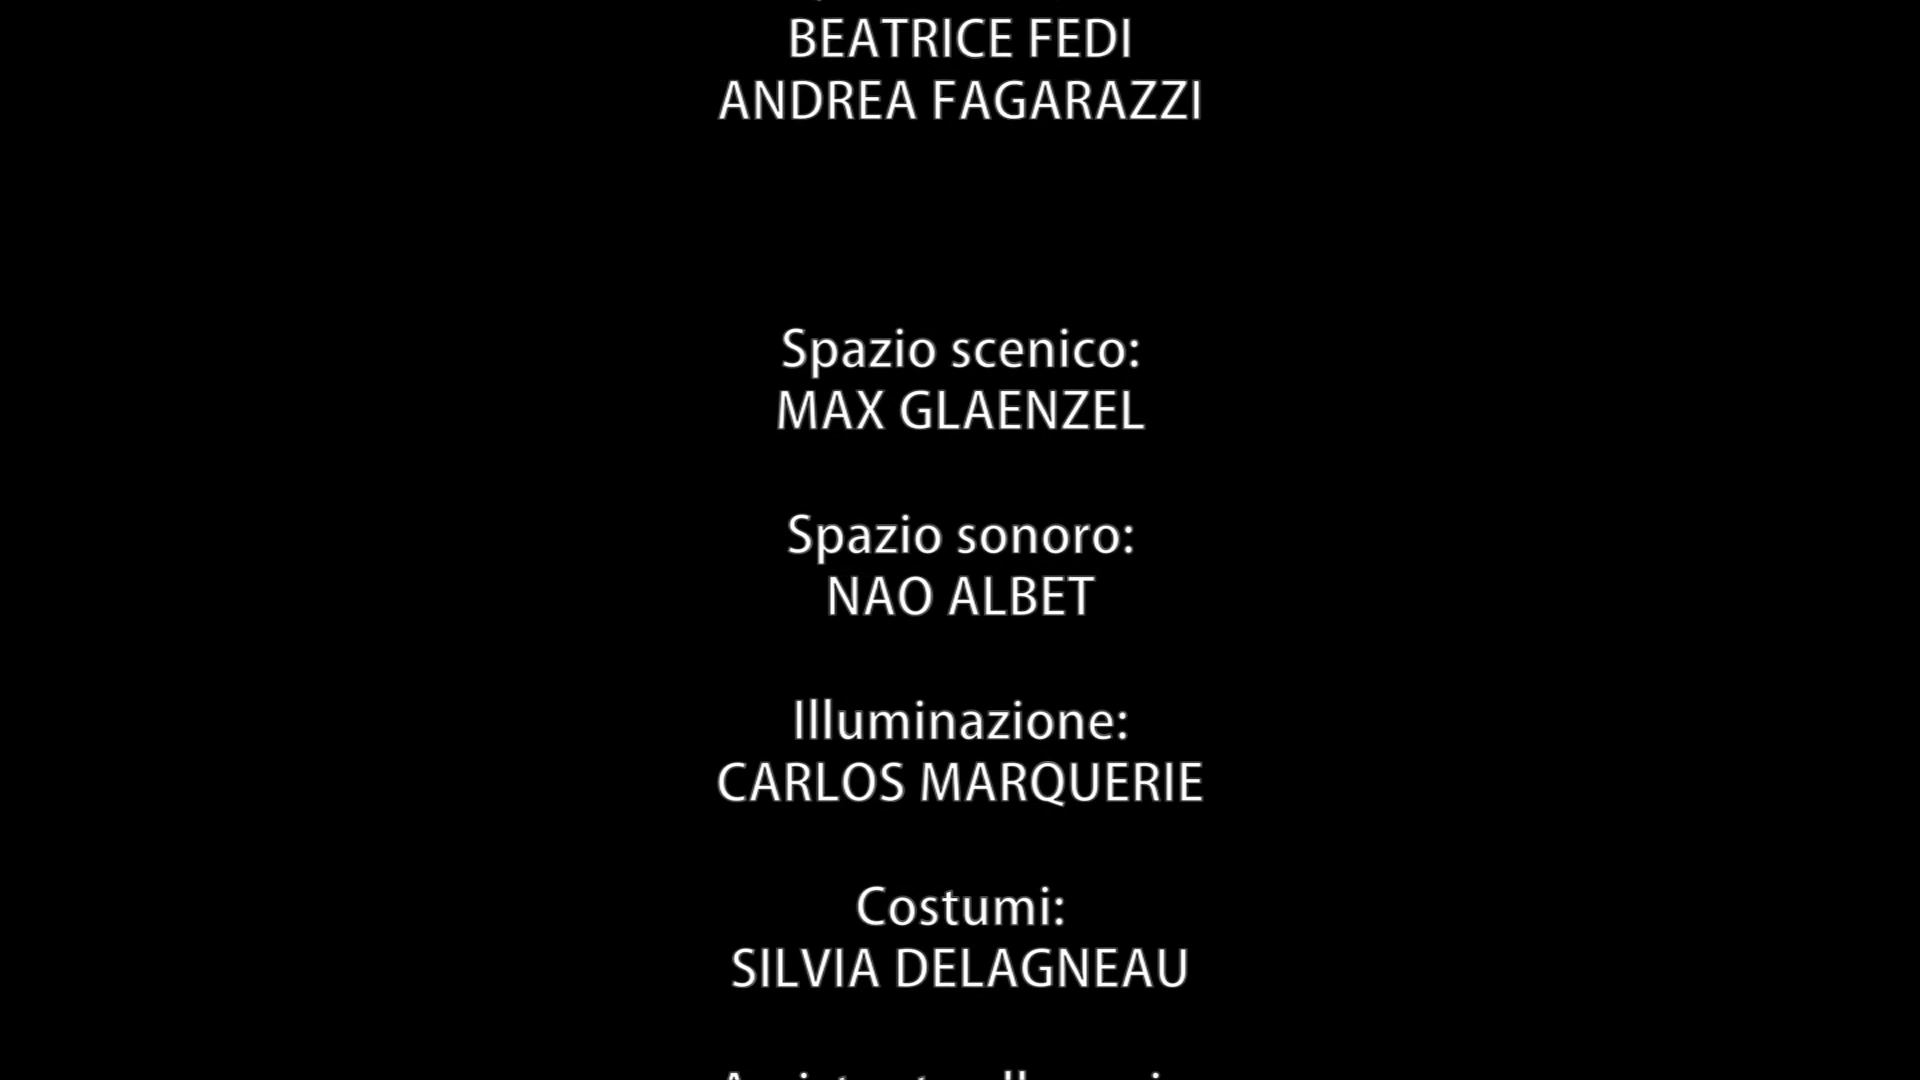 BEATRICE FEDI
ANDREA FAGARAZZI
Spazio scenico:
MAX GLAENZEL
Spazio sonoro:
NAO ALBET
Illuminazione:
CARLOS MARQUERIE
Costumi:
SILVIA DELAGNEAU